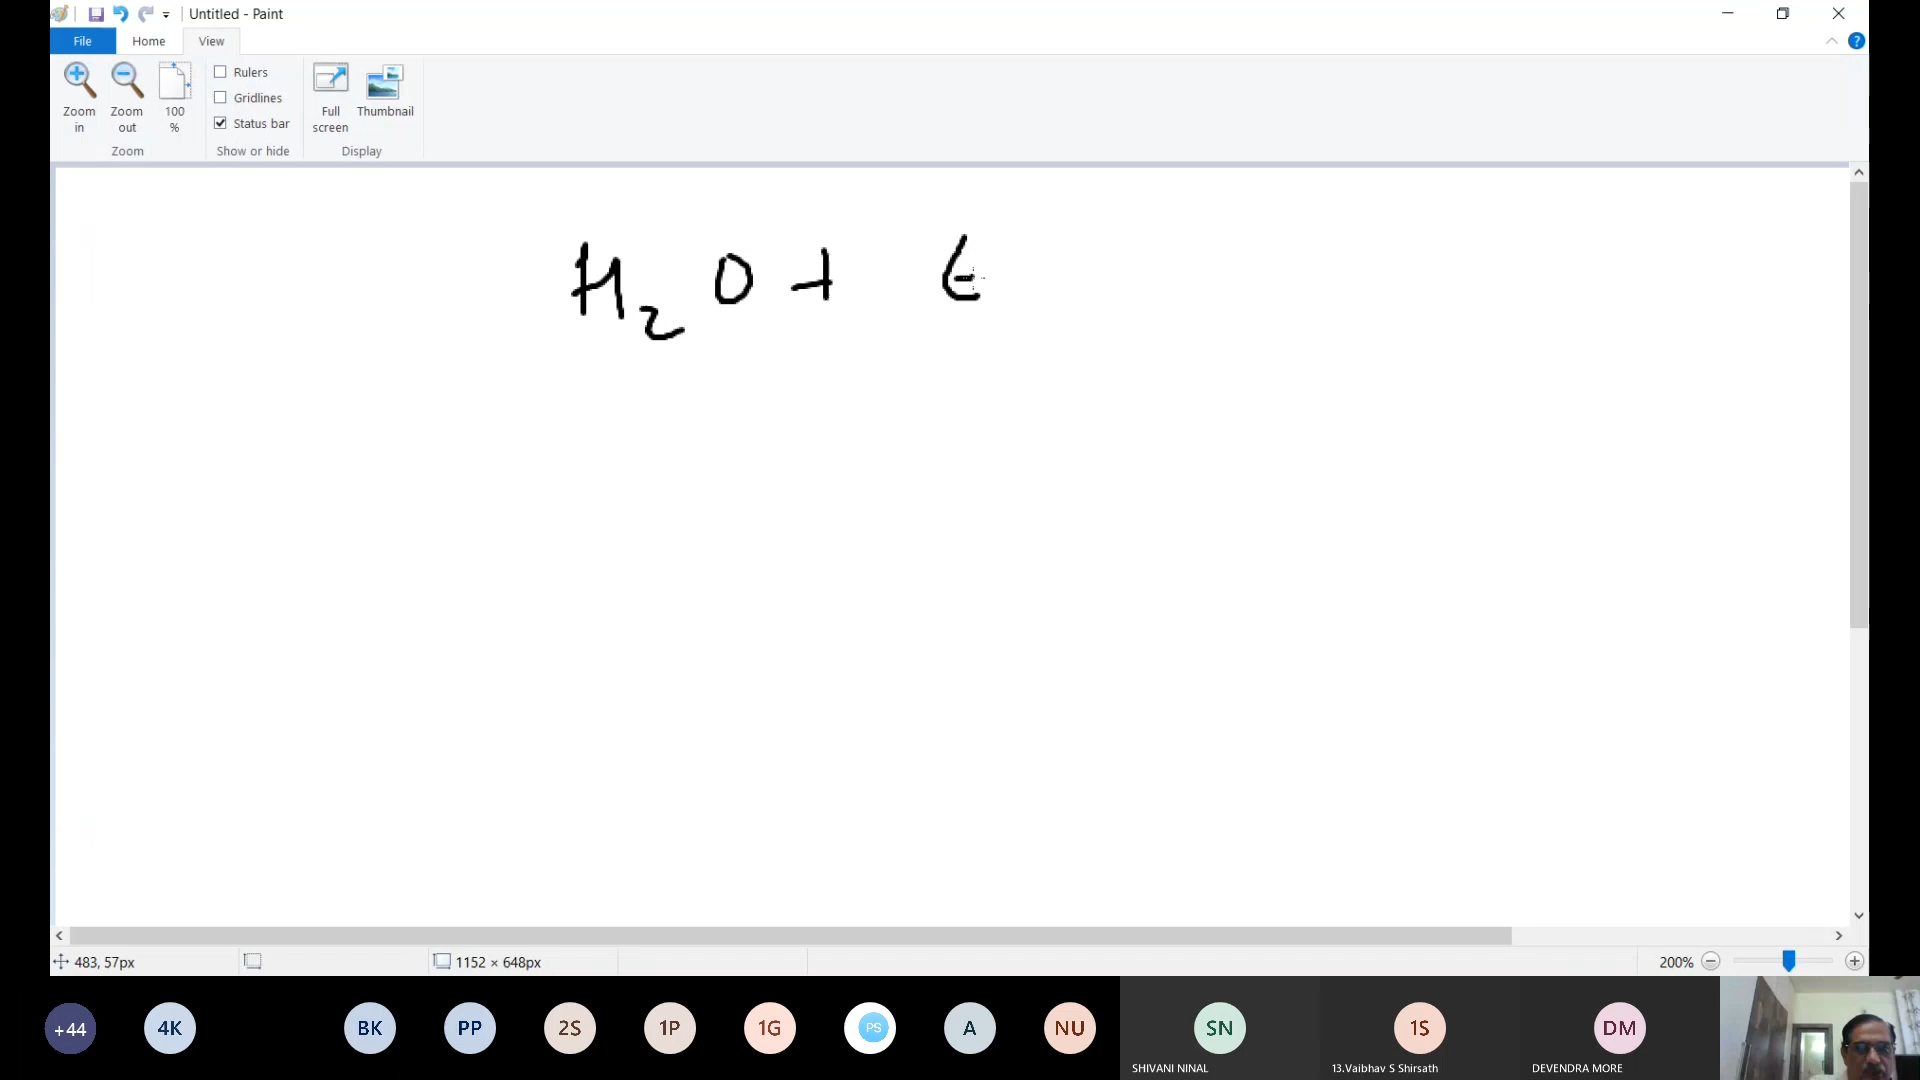 Untitled - Paint
File Home View
Zoom in
Zoom out
100 %
Rulers
Gridlines
Status bar
Full screen
Thumbnail
Zoom
Show or hide
Display
H2 O +
483, 57px
1152 × 648px
200%
+44 4K BK PP 2S 1P 1G PS A NU SN 1S DM
SHIVANI NINAL
13.Vaibhav S Shirsath
DEVENDRA MORE